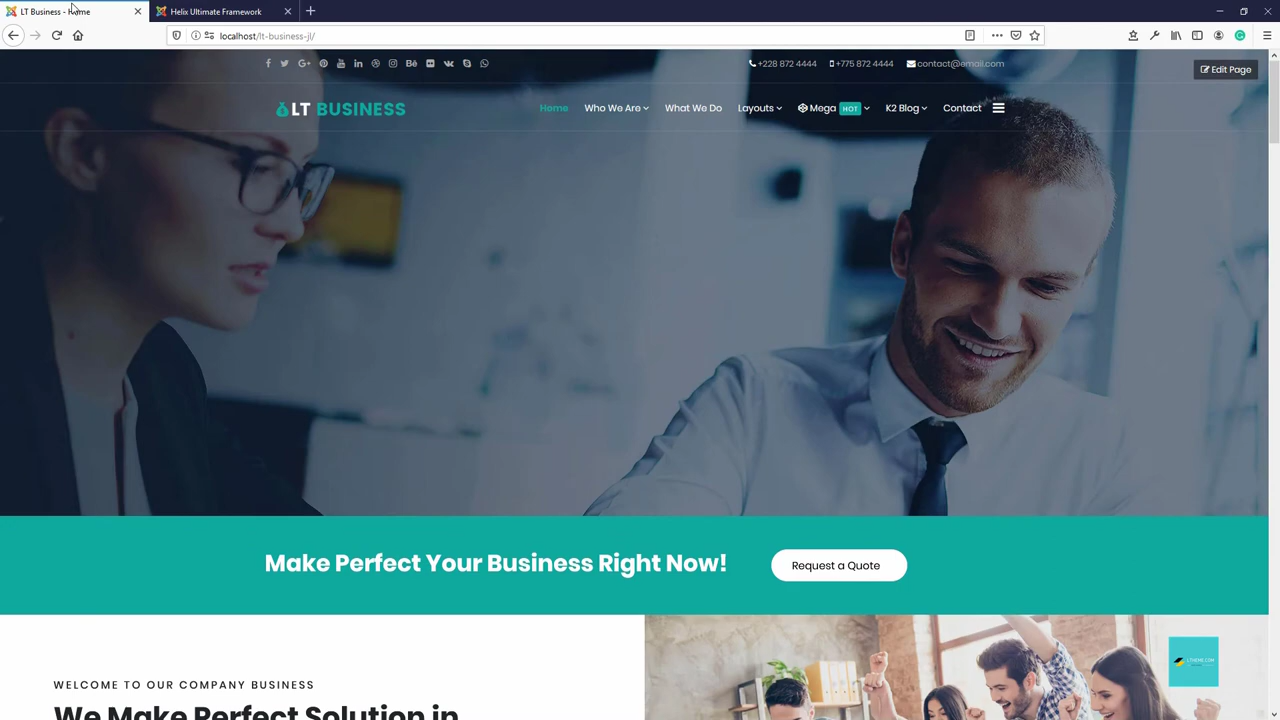 LT Business - Home
Helix Ultimate Framework
localhost/lt-business-jl/
+228 872 4444
+775 872 4444
contact@email.com
Edit Page
LT BUSINESS
Home
Who We Are
What We Do
Layouts
Mega HOT
K2 Blog
Contact
Make Perfect Your Business Right Now!
Request a Quote
WELCOME TO OUR COMPANY BUSINESS
We Make Perfect Solution in